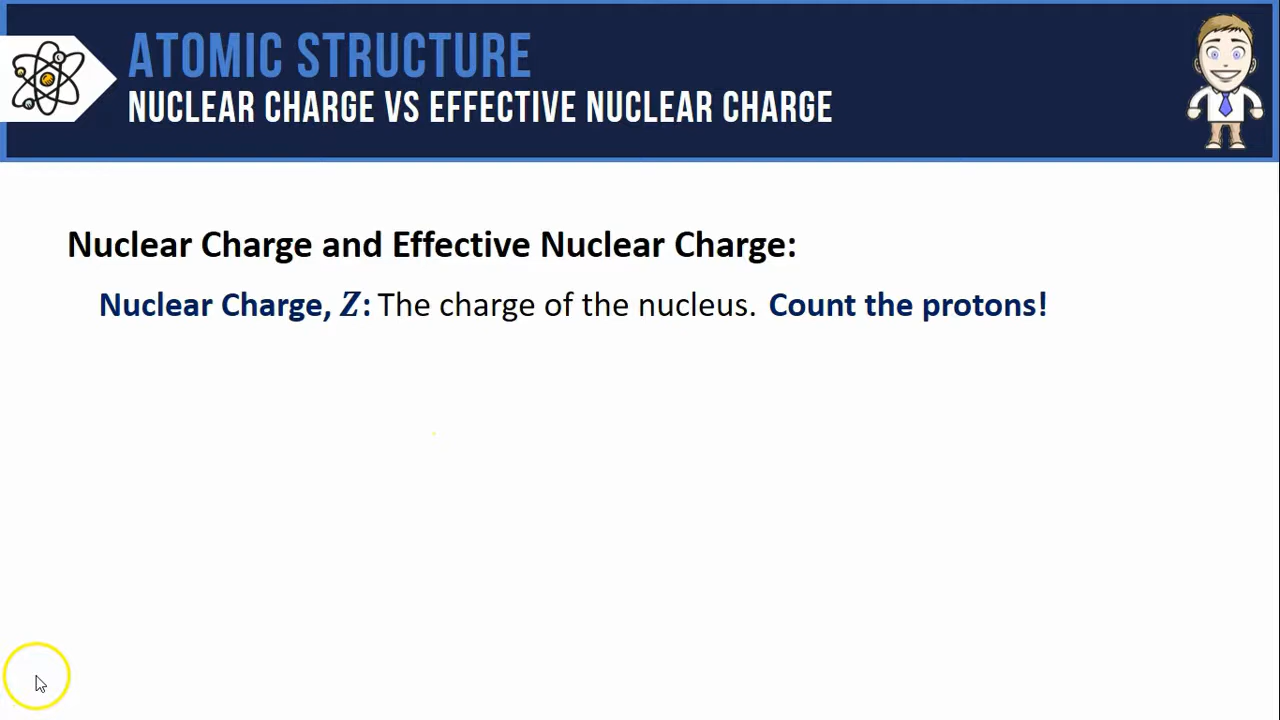 ATOMIC STRUCTURE
NUCLEAR CHARGE VS EFFECTIVE NUCLEAR CHARGE
Nuclear Charge and Effective Nuclear Charge:
Nuclear Charge, Z: The charge of the nucleus. Count the protons!